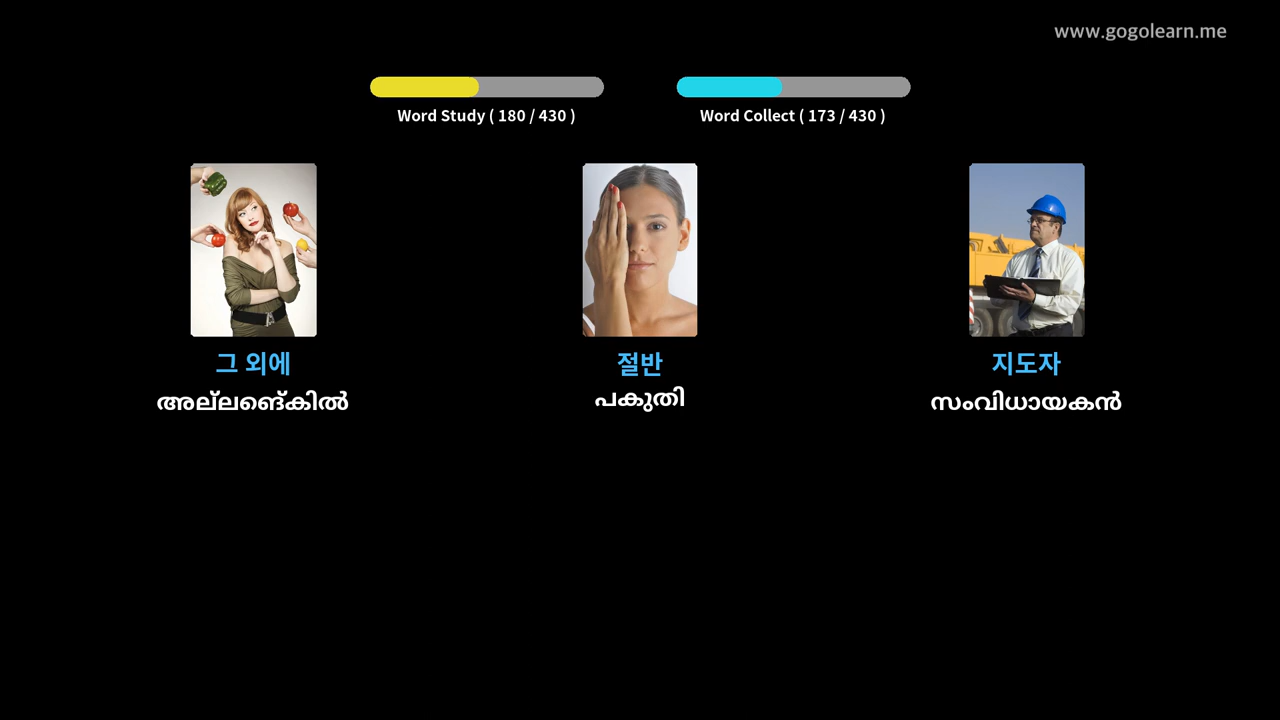 www.gogolearn.me
Word Study ( 180 / 430 )
Word Collect ( 173 / 430 )
그 외에
절반
지도자
അല്ലങെ്കിൽ
പകുതി
സംവിധായകൻ